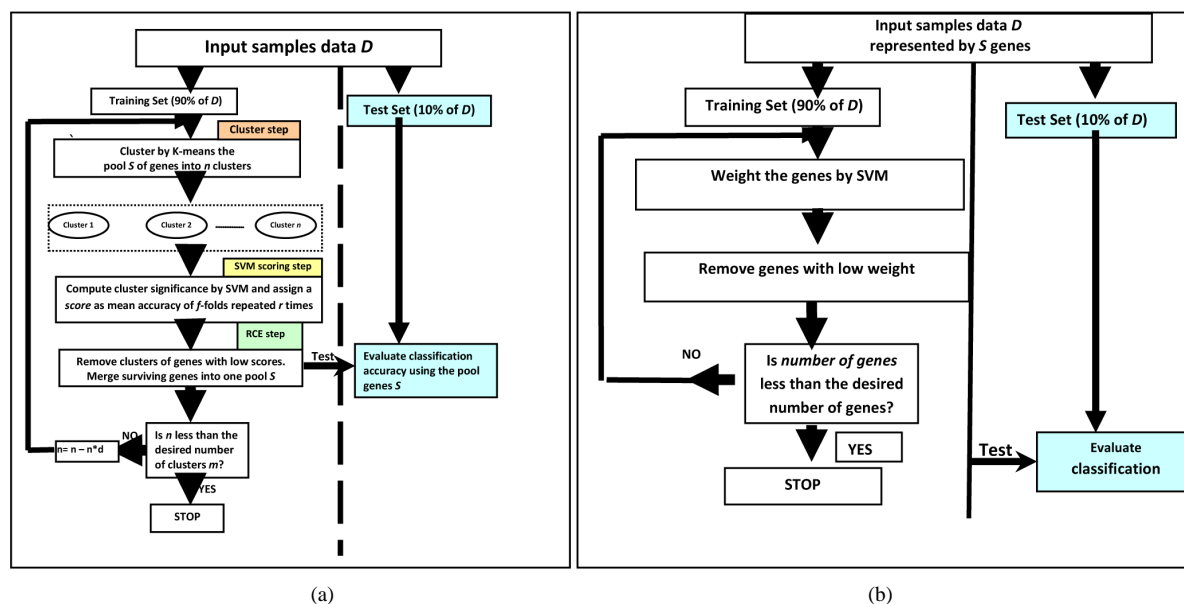 Input samples data D
Training Set (90% of D)
Test Set (10% of D)
Cluster step
Cluster by K-means the
pool S of genes into n clusters
Cluster 1
Cluster 2
Cluster n
SVM scoring step
Compute cluster significance by SVM and assign a
score as mean accuracy of f-folds repeated r times
RCE step
Remove clusters of genes with low scores.
Merge surviving genes into one pool S
Test
Evaluate classification
accuracy using the pool
genes S
Is n less than the
desired number
of clusters m?
NO
n= n – n*d
YES
STOP
(a)
Input samples data D
represented by S genes
Training Set (90% of D)
Test Set (10% of D)
Weight the genes by SVM
Remove genes with low weight
Is number of genes
less than the desired
number of genes?
NO
YES
STOP
Test
Evaluate
classification
(b)